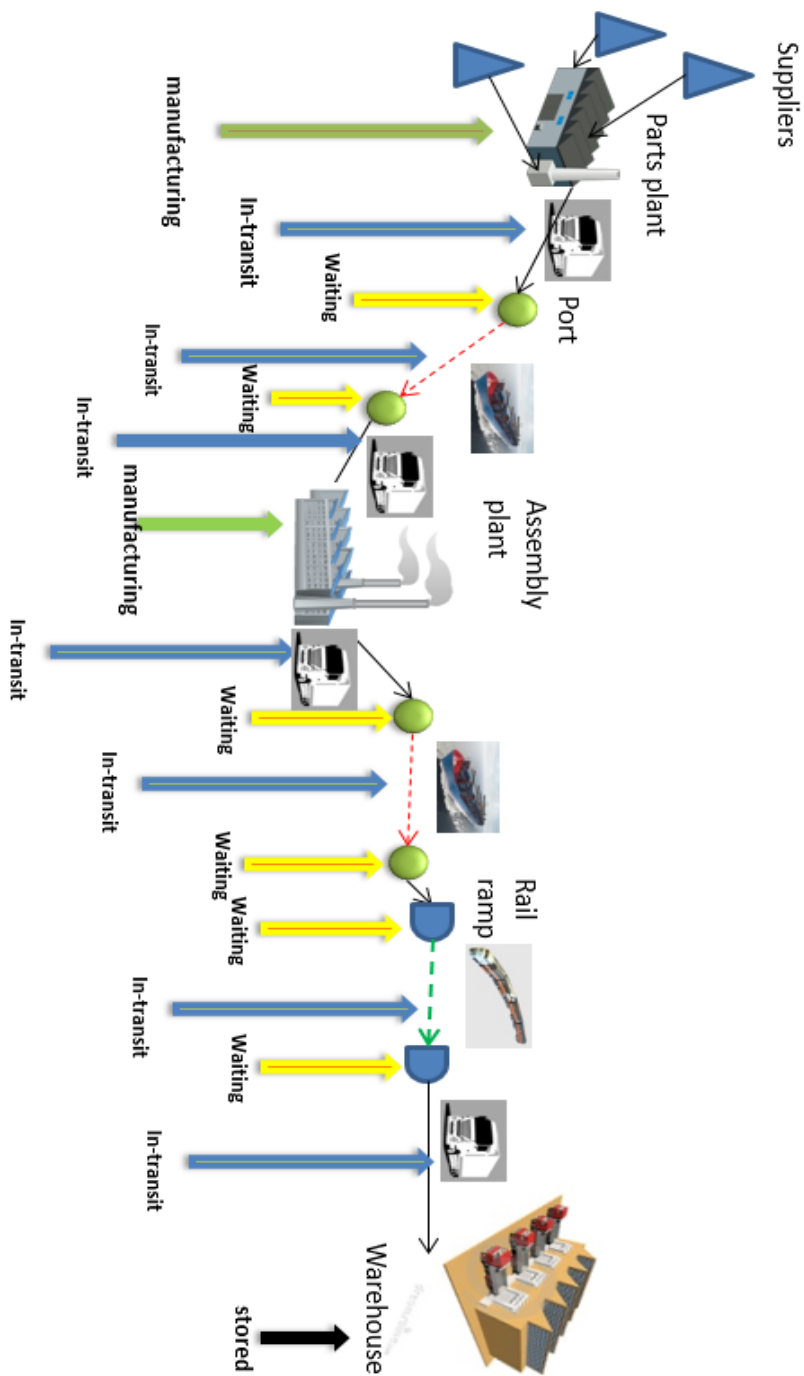 Suppliers
Parts plant
Port
Assembly
plant
Rail
ramp
Warehouse
manufacturing
In-transit
Waiting
In-transit
Waiting
In-transit
manufacturing
In-transit
Waiting
In-transit
Waiting
Waiting
In-transit
Waiting
In-transit
stored